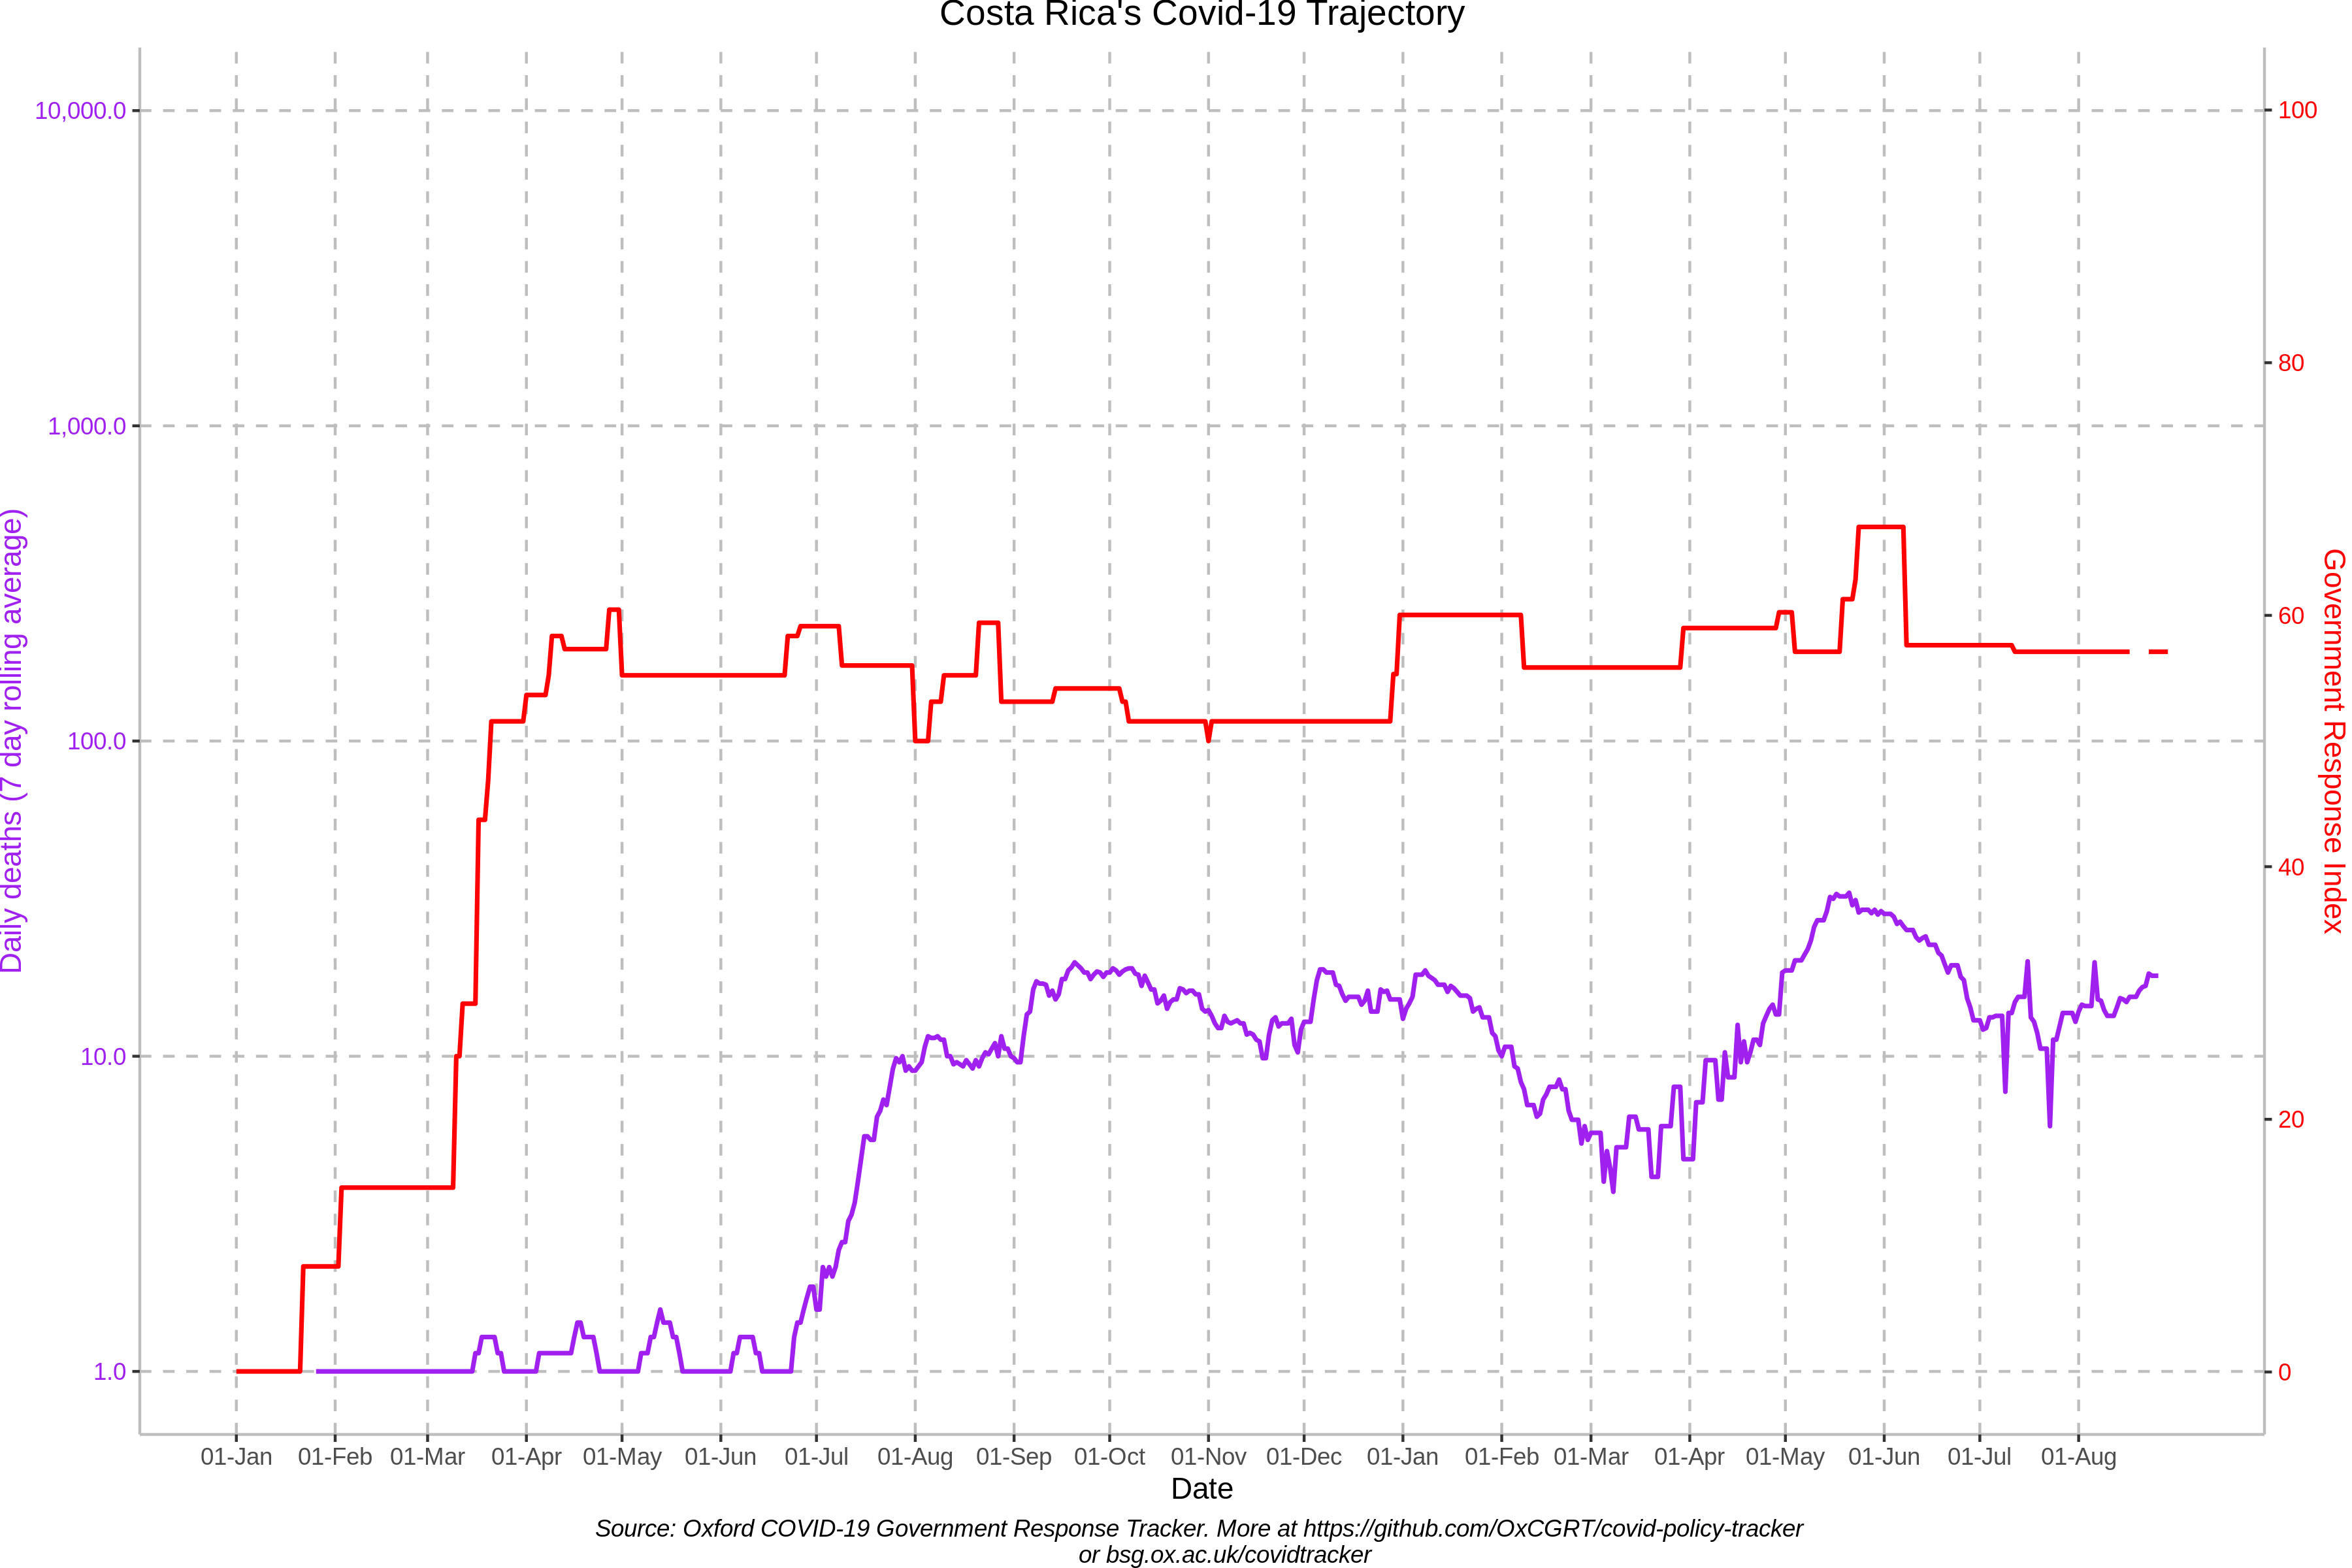 Costa Rica's Covid-19 Trajectory
10,000.0
1,000.0
100.0
10.0
1.0
Daily deaths (7 day rolling average)
100
80
60
40
20
0
Government Response Index
01-Jan 01-Feb 01-Mar 01-Apr 01-May 01-Jun 01-Jul 01-Aug 01-Sep 01-Oct 01-Nov 01-Dec 01-Jan 01-Feb 01-Mar 01-Apr 01-May 01-Jun 01-Jul 01-Aug
Date
Source: Oxford COVID-19 Government Response Tracker. More at https://github.com/OxCGRT/covid-policy-tracker
or bsg.ox.ac.uk/covidtracker